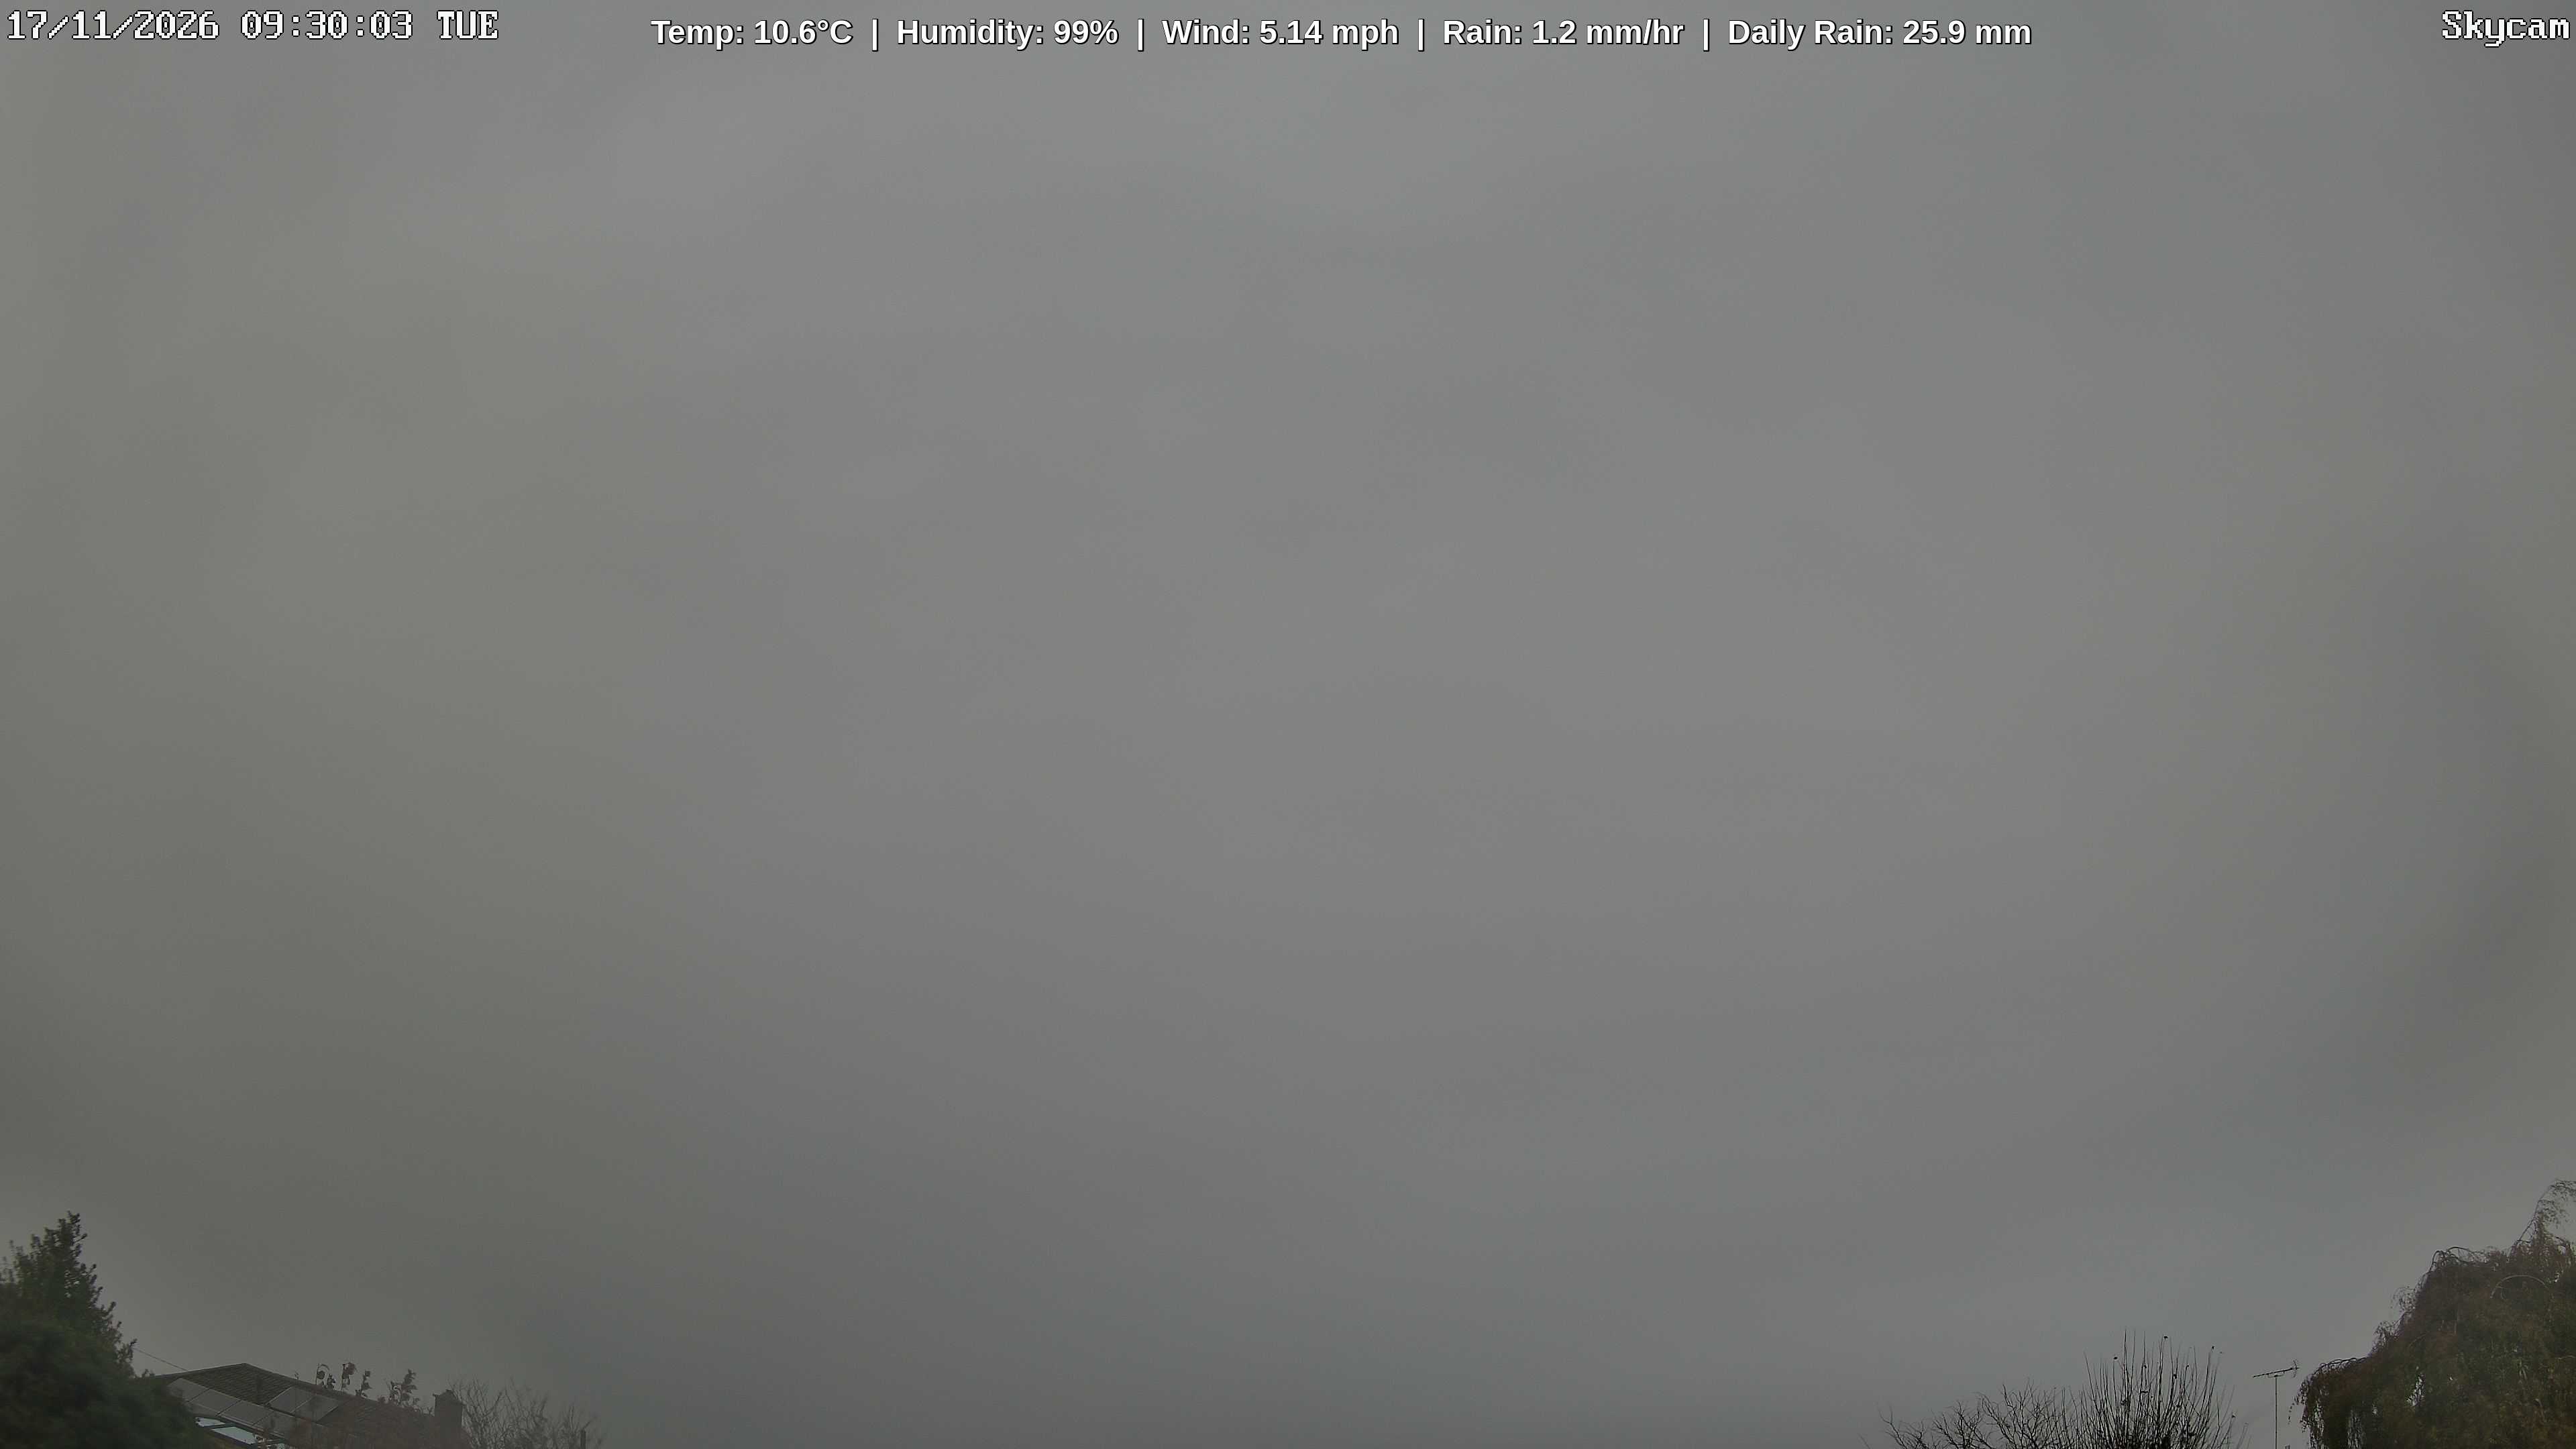 17/11/2026 09:30:03 TUE
Temp: 10.6°C | Humidity: 99% | Wind: 5.14 mph | Rain: 1.2 mm/hr | Daily Rain: 25.9 mm
Skycam